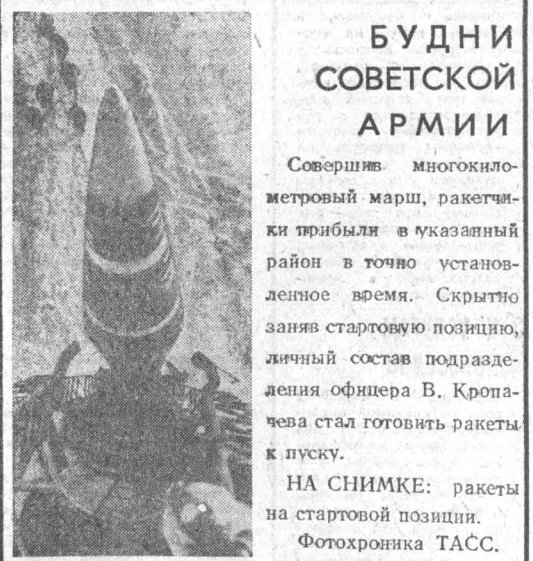 БУДНИ
СОВЕТСКОЙ
АРМИИ
Совершив многокило-
метровый марш, ракетчи-
ки прибыли в указанный
район в точно установ-
ленное время. Скрытно
заняв стартовую позицию,
личный состав подразде-
ления офицера В. Кропа-
чева стал готовить ракеты
к пуску.
НА СНИМКЕ: ракеты
на стартовой позиции.
Фотохроника ТАСС.